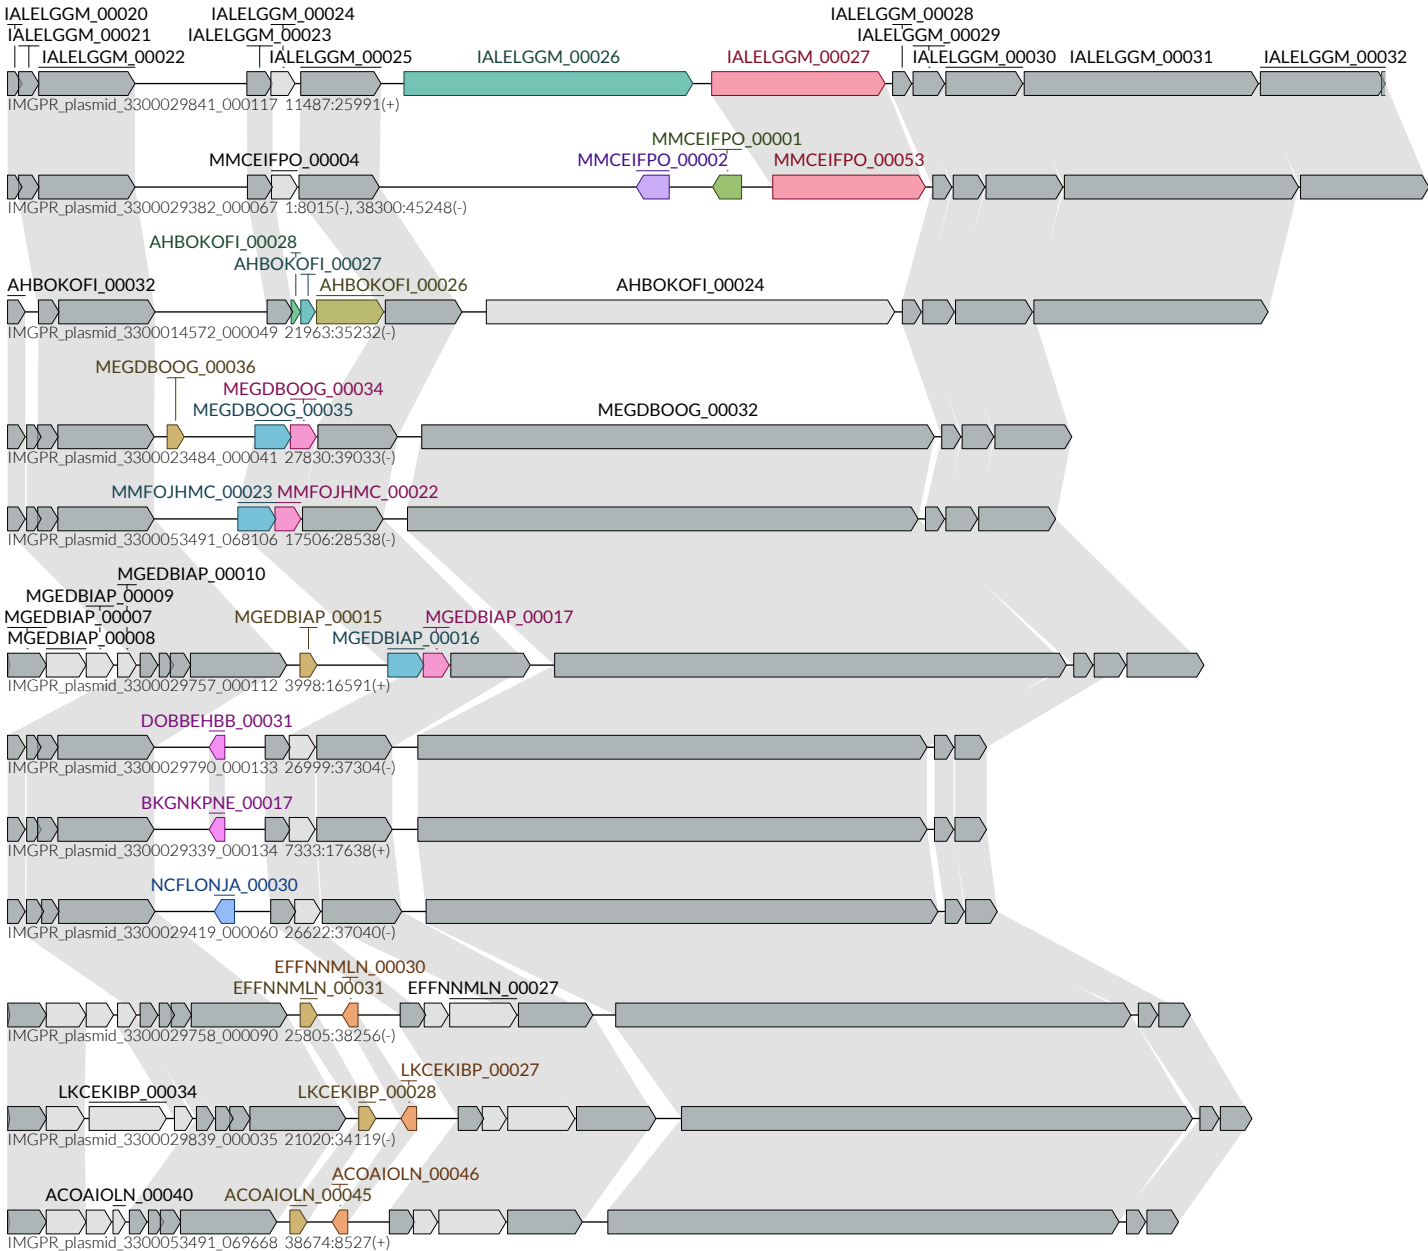 IALELGGM_00020 IALELGGM_00024 IALELGGM_00028
IALELGGM_00021 IALELGGM_00023 IALELGGM_00029
IALELGGM_00022 IALELGGM_00025 IALELGGM_00026 IALELGGM_00027 IALELGGM_00030 IALELGGM_00031 IALELGGM_00032
IMGPR_plasmid_3300029841_000117 11487:25991(+)
MMCEIFPO_00001
MMCEIFPO_00004 MMCEIFPO_00002 MMCEIFPO_00053
IMGPR_plasmid_3300029382_000067 1:8015(-), 38300:45248(-)
AHBOKOFI_00028
AHBOKOFI_00027
AHBOKOFI_00032 AHBOKOFI_00026 AHBOKOFI_00024
IMGPR_plasmid_3300014572_000049 21963:35232(-)
MEGDBOOG_00036
MEGDBOOG_00034
MEGDBOOG_00035 MEGDBOOG_00032
IMGPR_plasmid_3300023484_000041 27830:39033(-)
MMFOJHMC_00023 MMFOJHMC_00022
IMGPR_plasmid_3300053491_068106 17506:28538(-)
MGEDBIAP_00010
MGEDBIAP_00009
MGEDBIAP_00007 MGEDBIAP_00015 MGEDBIAP_00017
MGEDBIAP_00008 MGEDBIAP_00016
IMGPR_plasmid_3300029757_000112 3998:16591(+)
DOBBEHBB_00031
IMGPR_plasmid_3300029790_000133 26999:37304(-)
BKGNKPNE_00017
IMGPR_plasmid_3300029339_000134 7333:17638(+)
NCFLONJA_00030
IMGPR_plasmid_3300029419_000060 26622:37040(-)
EFFNNMLN_00030
EFFNNMLN_00031 EFFNNMLN_00027
IMGPR_plasmid_3300029758_000090 25805:38256(-)
LKCEKIBP_00027
LKCEKIBP_00034 LKCEKIBP_00028
IMGPR_plasmid_3300029839_000035 21020:34119(-)
ACOAIOLN_00046
ACOAIOLN_00040 ACOAIOLN_00045
IMGPR_plasmid_3300053491_069668 38674:8527(+)